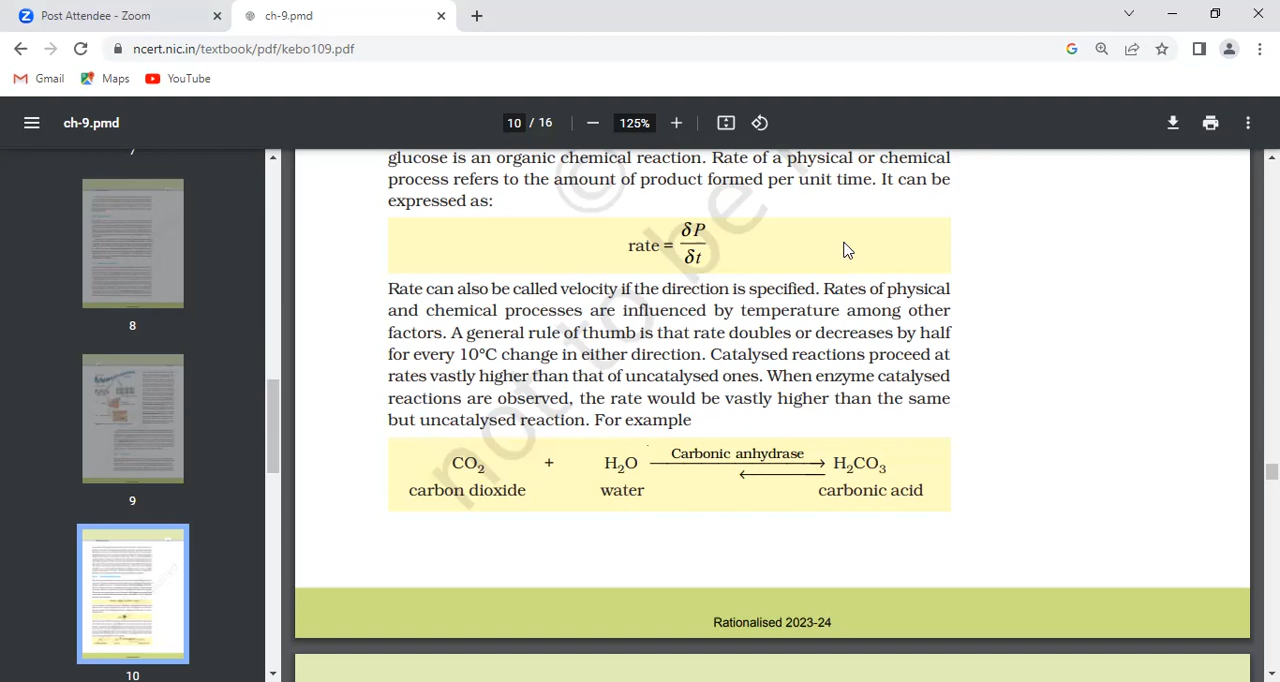 Post Attendee - Zoom
ch-9.pmd
ncert.nic.in/textbook/pdf/kebo109.pdf
Gmail
Maps
YouTube
ch-9.pmd
10 / 16
125%
7
8
9
10
glucose is an organic chemical reaction. Rate of a physical or chemical
process refers to the amount of product formed per unit time. It can be
expressed as:
rate = δP / δt
Rate can also be called velocity if the direction is specified. Rates of physical
and chemical processes are influenced by temperature among other
factors. A general rule of thumb is that rate doubles or decreases by half
for every 10°C change in either direction. Catalysed reactions proceed at
rates vastly higher than that of uncatalysed ones. When enzyme catalysed
reactions are observed, the rate would be vastly higher than the same
but uncatalysed reaction. For example
Carbonic anhydrase
CO₂ + H₂O ⟶ H₂CO₃
carbon dioxide water carbonic acid
Rationalised 2023-24
© not to be